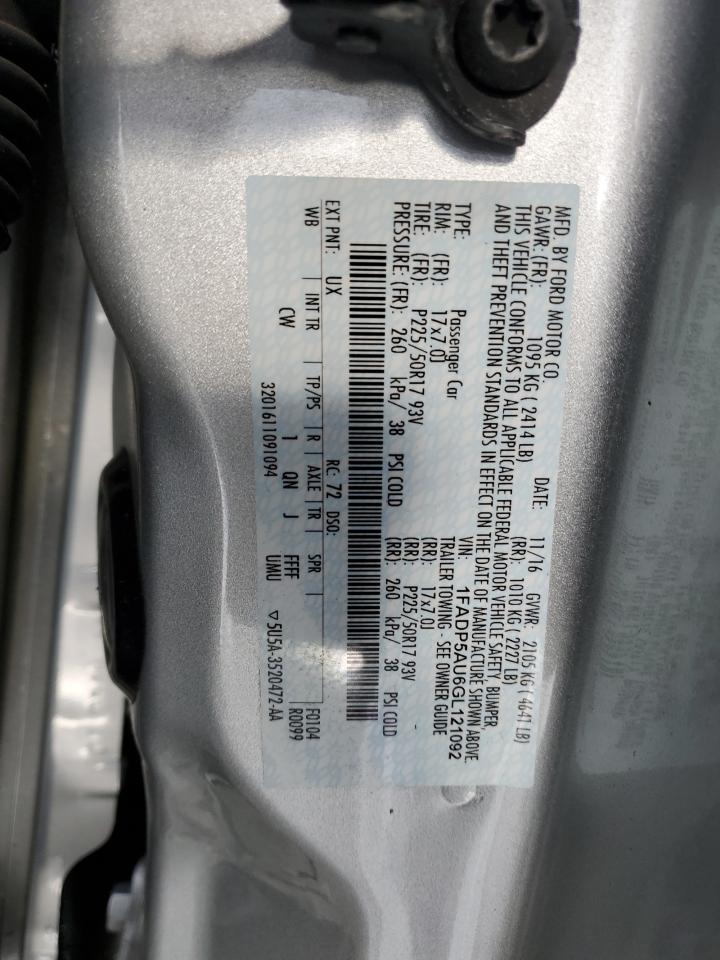 MFD. BY FORD MOTOR CO. DATE: 11/16 GVWR: 2105 KG ( 4641 LB)
GAWR: (FR): 1095 KG ( 2414 LB) (RR): 1010 KG ( 2227 LB)
THIS VEHICLE CONFORMS TO ALL APPLICABLE FEDERAL MOTOR VEHICLE SAFETY, BUMPER,
AND THEFT PREVENTION STANDARDS IN EFFECT ON THE DATE OF MANUFACTURE SHOWN ABOVE.
VIN: 1FADP5AU6GL121092
TYPE: Passenger Car TRAILER TOWING - SEE OWNER GUIDE
RIM: (FR): 17x7.0J (RR): 17x7.0J -
TIRE: (FR): P225/50R17 93V (RR): P225/50R17 93V
PRESSURE: (FR): 260 kPa/ 38 PSI COLD (RR): 260 kPa/ 38 PSI COLD
EXT PNT: UX RC: 72 DSO: F0104
WB INT TR TP/PS R AXLE TR SPR R0099
CW 1 QN J FFFF
3201611091094 UMU ▽5U5A-3520472-AA